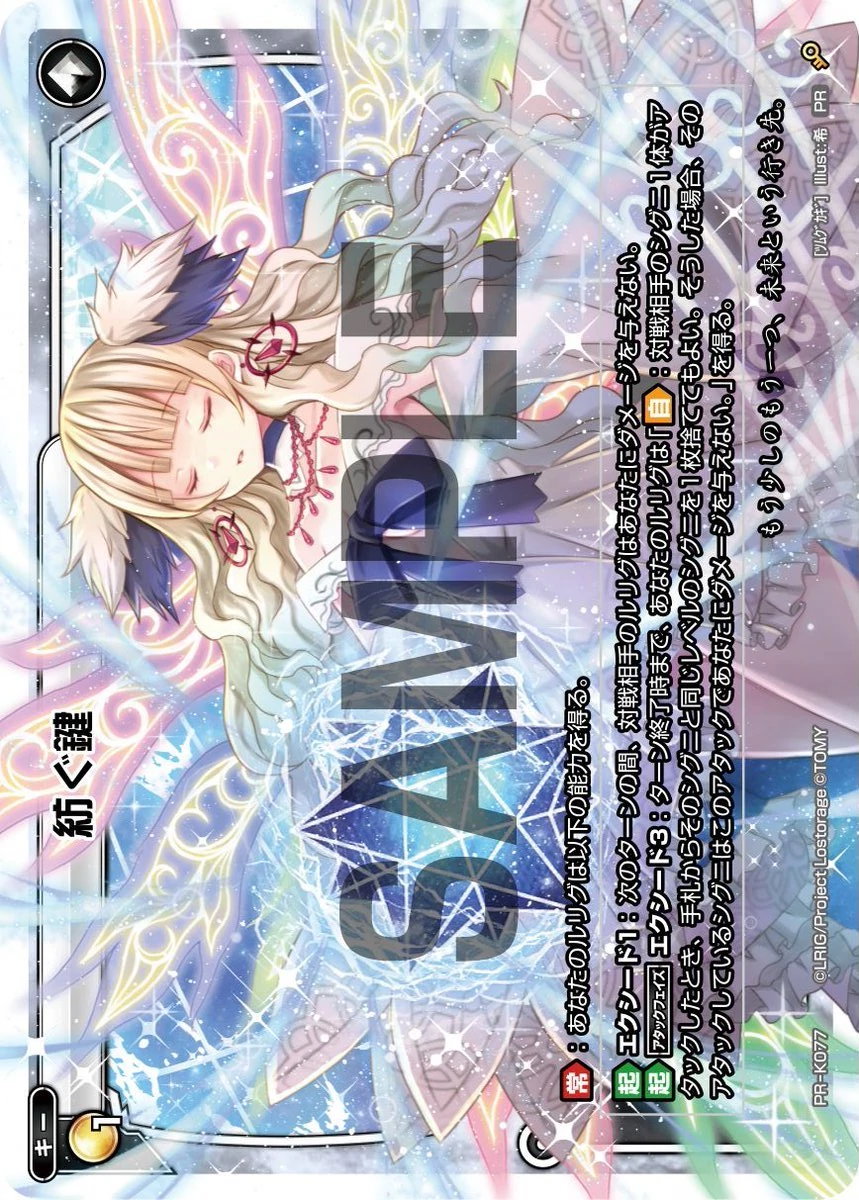 キー
1
紡ぐ鍵
SAMPLE
常：あなたのルリグは以下の能力を得る。
起 エクシード1：次のターンの間、対戦相手のルリグはあなたにダメージを与えない。
起 アタックフェイズ エクシード3：ターン終了時まで、あなたのルリグは「自：対戦相手のシグニ1体がア
タックしたとき、手札からそのシグニと同じレベルのシグニを1枚捨ててもよい。そうした場合、その
アタックしているシグニはこのアタックであなたにダメージを与えない。」を得る。
もう少しのもう一つ、未来という行き先。
PR-K077 ©LRIG/Project Lostorage ©TOMY [ﾂﾑｸﾞｶｷﾞ] Illust:希 PR